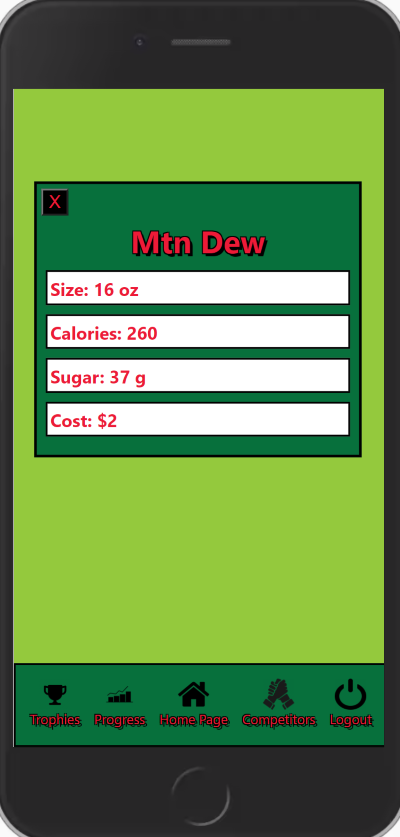 X
Mtn Dew
Size: 16 oz
Calories: 260
Sugar: 37 g
Cost: $2
Trophies Progress Home Page Competitors Logout